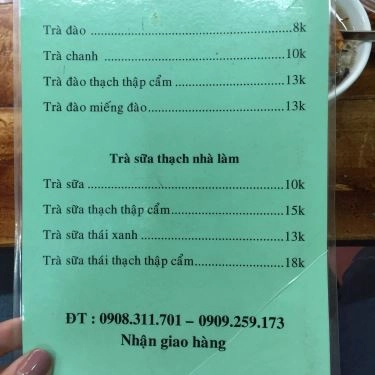 Trà đào ........................................................8k
Trà chanh ....................................................10k
Trà đào thạch thập cẩm ..............................13k
Trà đào miếng đào.......................................13k
Trà sữa thạch nhà làm
Trà sữa ........................................................10k
Trà sữa thạch thập cẩm................................15k
Trà sữa thái xanh .........................................13k
Trà sữa thái thạch thập cẩm.........................18k
ĐT : 0908.311.701 – 0909.259.173
Nhận giao hàng